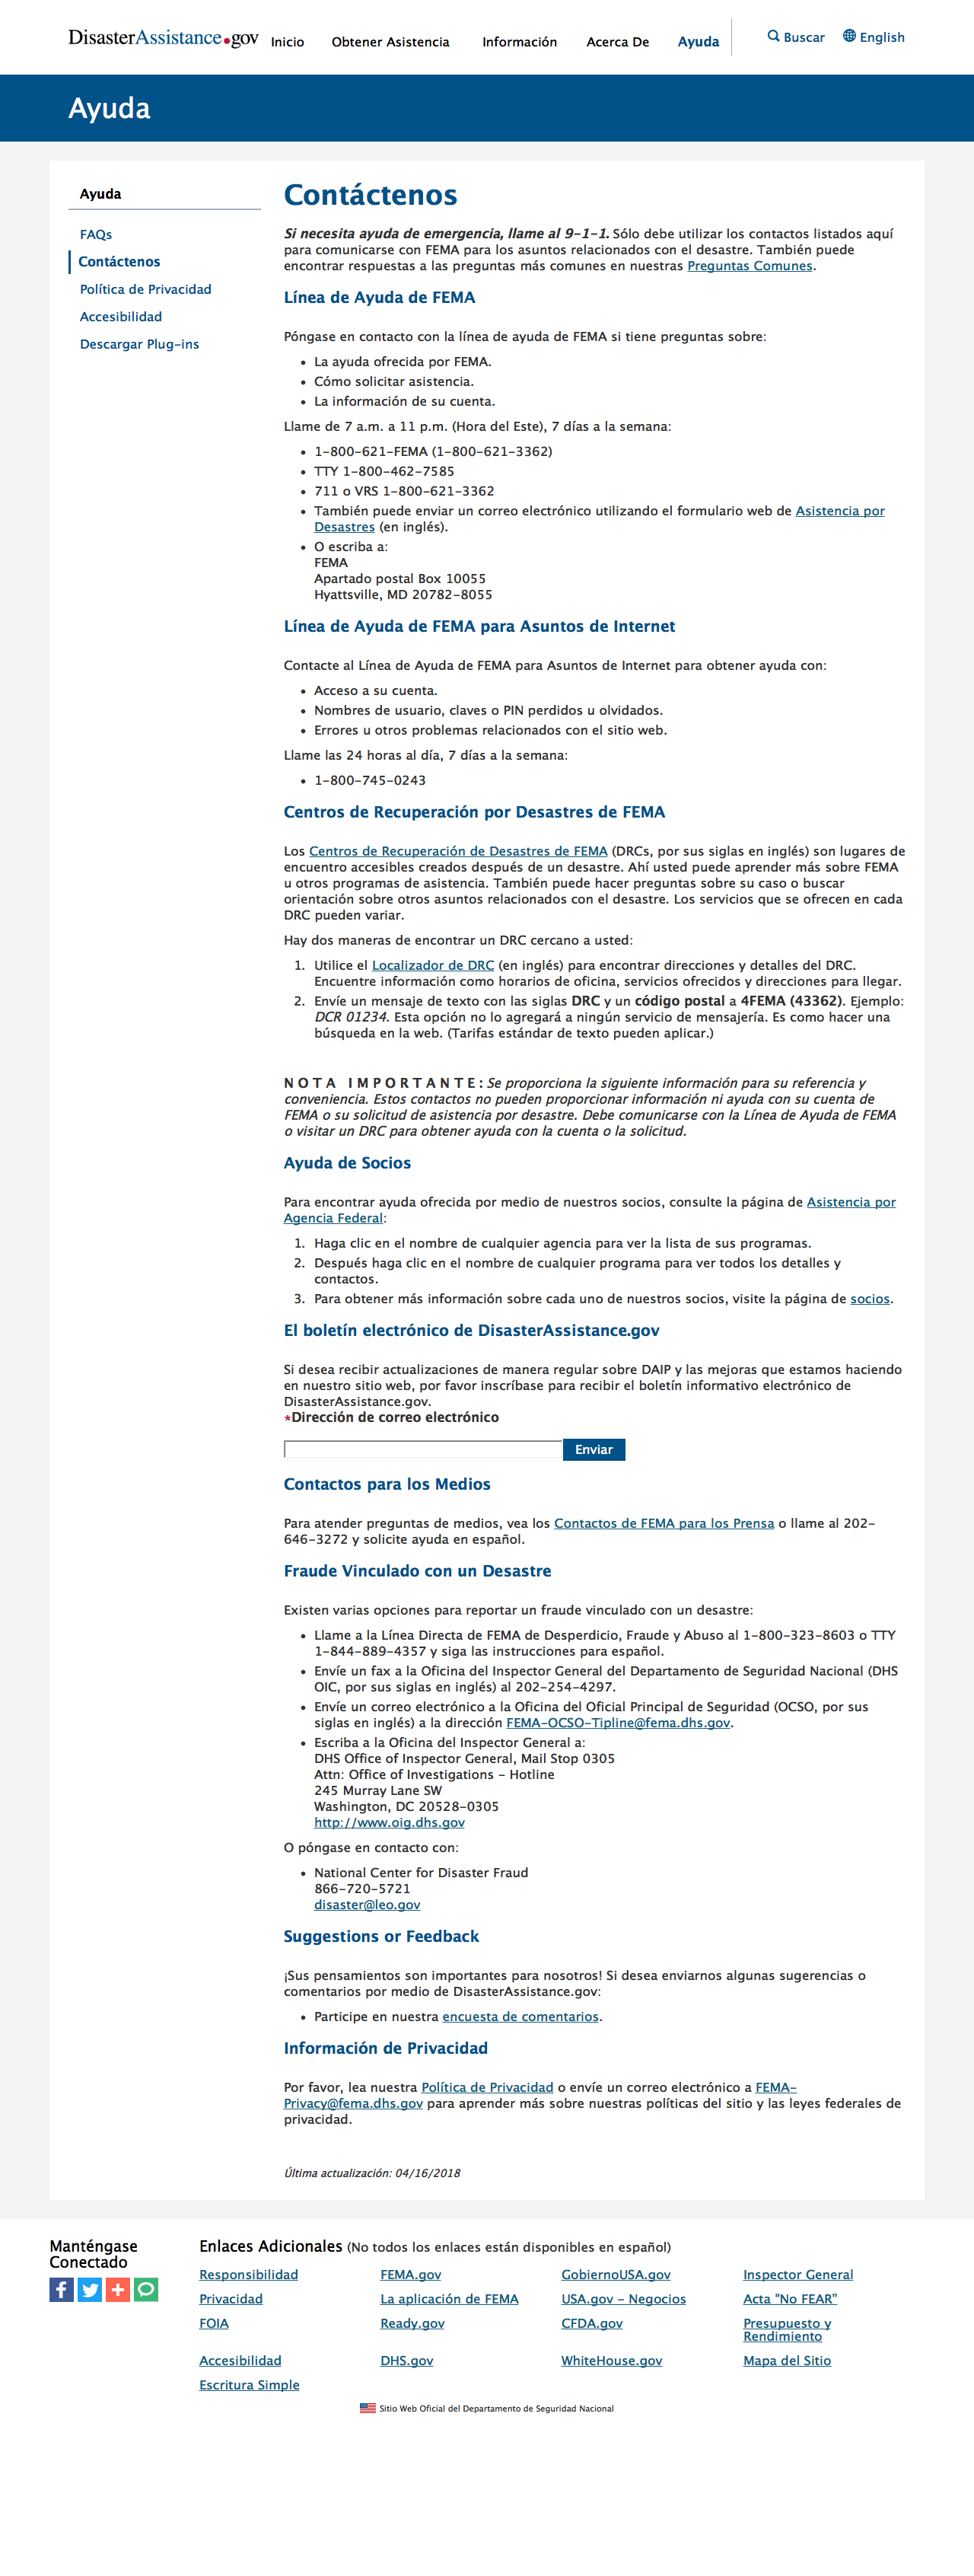 DisasterAssistance.gov
Inicio
Obtener Asistencia
Información
Acerca De
Ayuda
Buscar
English
Ayuda
Ayuda
FAQs
Contáctenos
Política de Privacidad
Accesibilidad
Descargar Plug-ins
Contáctenos
Si necesita ayuda de emergencia, llame al 9-1-1. Sólo debe utilizar los contactos listados aquí
para comunicarse con FEMA para los asuntos relacionados con el desastre. También puede
encontrar respuestas a las preguntas más comunes en nuestras Preguntas Comunes.
Línea de Ayuda de FEMA
Póngase en contacto con la línea de ayuda de FEMA si tiene preguntas sobre:
• La ayuda ofrecida por FEMA.
• Cómo solicitar asistencia.
• La información de su cuenta.
Llame de 7 a.m. a 11 p.m. (Hora del Este), 7 días a la semana:
• 1-800-621-FEMA (1-800-621-3362)
• TTY 1-800-462-7585
• 711 o VRS 1-800-621-3362
• También puede enviar un correo electrónico utilizando el formulario web de Asistencia por
Desastres (en inglés).
• O escriba a:
FEMA
Apartado postal Box 10055
Hyattsville, MD 20782-8055
Línea de Ayuda de FEMA para Asuntos de Internet
Contacte al Línea de Ayuda de FEMA para Asuntos de Internet para obtener ayuda con:
• Acceso a su cuenta.
• Nombres de usuario, claves o PIN perdidos u olvidados.
• Errores u otros problemas relacionados con el sitio web.
Llame las 24 horas al día, 7 días a la semana:
• 1-800-745-0243
Centros de Recuperación por Desastres de FEMA
Los Centros de Recuperación de Desastres de FEMA (DRCs, por sus siglas en inglés) son lugares de
encuentro accesibles creados después de un desastre. Ahí usted puede aprender más sobre FEMA
u otros programas de asistencia. También puede hacer preguntas sobre su caso o buscar
orientación sobre otros asuntos relacionados con el desastre. Los servicios que se ofrecen en cada
DRC pueden variar.
Hay dos maneras de encontrar un DRC cercano a usted:
1. Utilice el Localizador de DRC (en inglés) para encontrar direcciones y detalles del DRC.
Encuentre información como horarios de oficina, servicios ofrecidos y direcciones para llegar.
2. Envíe un mensaje de texto con las siglas DRC y un código postal a 4FEMA (43362). Ejemplo:
DCR 01234. Esta opción no lo agregará a ningún servicio de mensajería. Es como hacer una
búsqueda en la web. (Tarifas estándar de texto pueden aplicar.)
NOTA IMPORTANTE: Se proporciona la siguiente información para su referencia y
conveniencia. Estos contactos no pueden proporcionar información ni ayuda con su cuenta de
FEMA o su solicitud de asistencia por desastre. Debe comunicarse con la Línea de Ayuda de FEMA
o visitar un DRC para obtener ayuda con la cuenta o la solicitud.
Ayuda de Socios
Para encontrar ayuda ofrecida por medio de nuestros socios, consulte la página de Asistencia por
Agencia Federal:
1. Haga clic en el nombre de cualquier agencia para ver la lista de sus programas.
2. Después haga clic en el nombre de cualquier programa para ver todos los detalles y
contactos.
3. Para obtener más información sobre cada uno de nuestros socios, visite la página de socios.
El boletín electrónico de DisasterAssistance.gov
Si desea recibir actualizaciones de manera regular sobre DAIP y las mejoras que estamos haciendo
en nuestro sitio web, por favor inscríbase para recibir el boletín informativo electrónico de
DisasterAssistance.gov.
*Dirección de correo electrónico
Enviar
Contactos para los Medios
Para atender preguntas de medios, vea los Contactos de FEMA para los Prensa o llame al 202-
646-3272 y solicite ayuda en español.
Fraude Vinculado con un Desastre
Existen varias opciones para reportar un fraude vinculado con un desastre:
• Llame a la Línea Directa de FEMA de Desperdicio, Fraude y Abuso al 1-800-323-8603 o TTY
1-844-889-4357 y siga las instrucciones para español.
• Envíe un fax a la Oficina del Inspector General del Departamento de Seguridad Nacional (DHS
OIC, por sus siglas en inglés) al 202-254-4297.
• Envíe un correo electrónico a la Oficina del Oficial Principal de Seguridad (OCSO, por sus
siglas en inglés) a la dirección FEMA-OCSO-Tipline@fema.dhs.gov.
• Escriba a la Oficina del Inspector General a:
DHS Office of Inspector General, Mail Stop 0305
Attn: Office of Investigations - Hotline
245 Murray Lane SW
Washington, DC 20528-0305
http://www.oig.dhs.gov
O póngase en contacto con:
• National Center for Disaster Fraud
866-720-5721
disaster@leo.gov
Suggestions or Feedback
¡Sus pensamientos son importantes para nosotros! Si desea enviarnos algunas sugerencias o
comentarios por medio de DisasterAssistance.gov:
• Participe en nuestra encuesta de comentarios.
Información de Privacidad
Por favor, lea nuestra Política de Privacidad o envíe un correo electrónico a FEMA-
Privacy@fema.dhs.gov para aprender más sobre nuestras políticas del sitio y las leyes federales de
privacidad.
Última actualización: 04/16/2018
Manténgase
Conectado
Enlaces Adicionales (No todos los enlaces están disponibles en español)
Responsibilidad
FEMA.gov
GobiernoUSA.gov
Inspector General
Privacidad
La aplicación de FEMA
USA.gov - Negocios
Acta "No FEAR"
FOIA
Ready.gov
CFDA.gov
Presupuesto y
Rendimiento
Accesibilidad
DHS.gov
WhiteHouse.gov
Mapa del Sitio
Escritura Simple
Sitio Web Oficial del Departamento de Seguridad Nacional